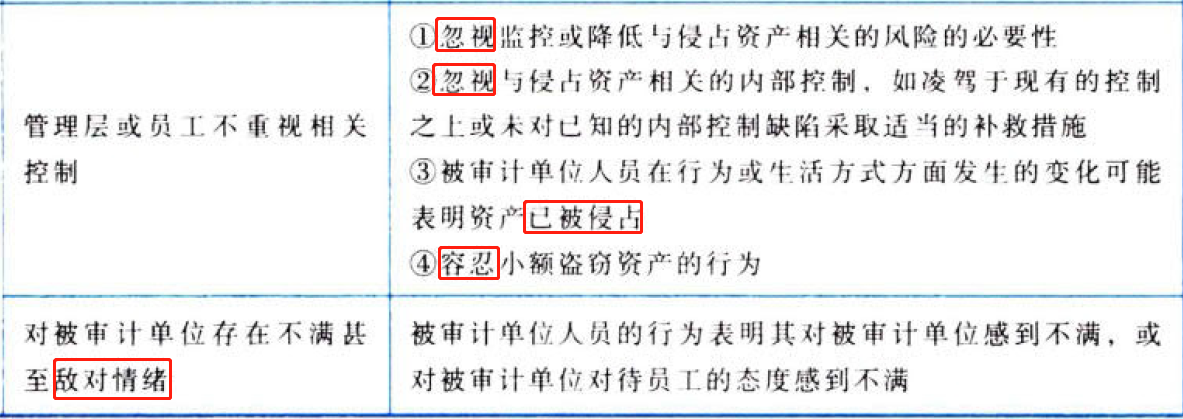 管理层或员工不重视相关
控制
①忽视监控或降低与侵占资产相关的风险的必要性
②忽视与侵占资产相关的内部控制，如凌驾于现有的控制
之上或未对已知的内部控制缺陷采取适当的补救措施
③被审计单位人员在行为或生活方式方面发生的变化可能
表明资产已被侵占
④容忍小额盗窃资产的行为
对被审计单位存在不满甚
至敌对情绪
被审计单位人员的行为表明其对被审计单位感到不满，或
对被审计单位对待员工的态度感到不满